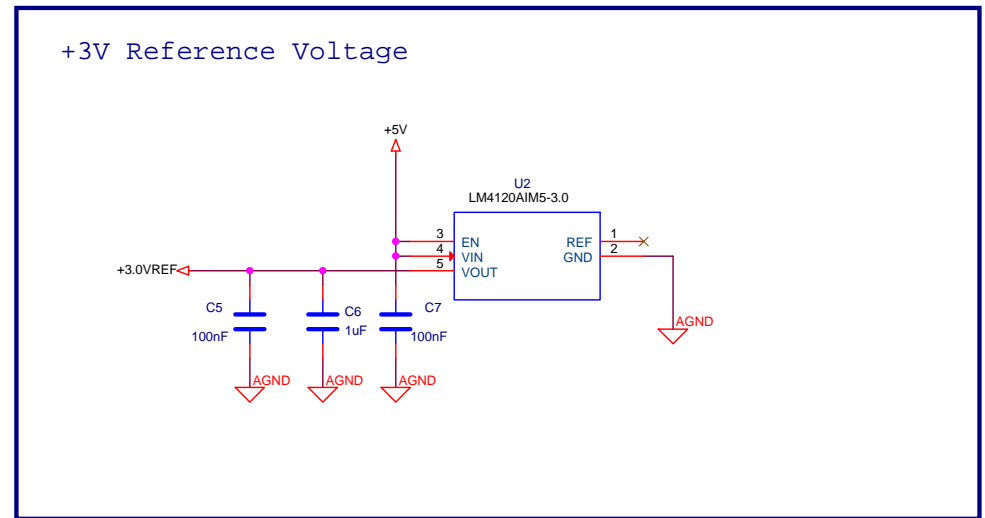 +3V Reference Voltage
+5V
U2
LM4120AIM5-3.0
3 EN REF 1
4 VIN GND 2
5 VOUT
+3.0VREF
C5 C6 C7
100nF 1uF 100nF
AGND
AGND AGND AGND